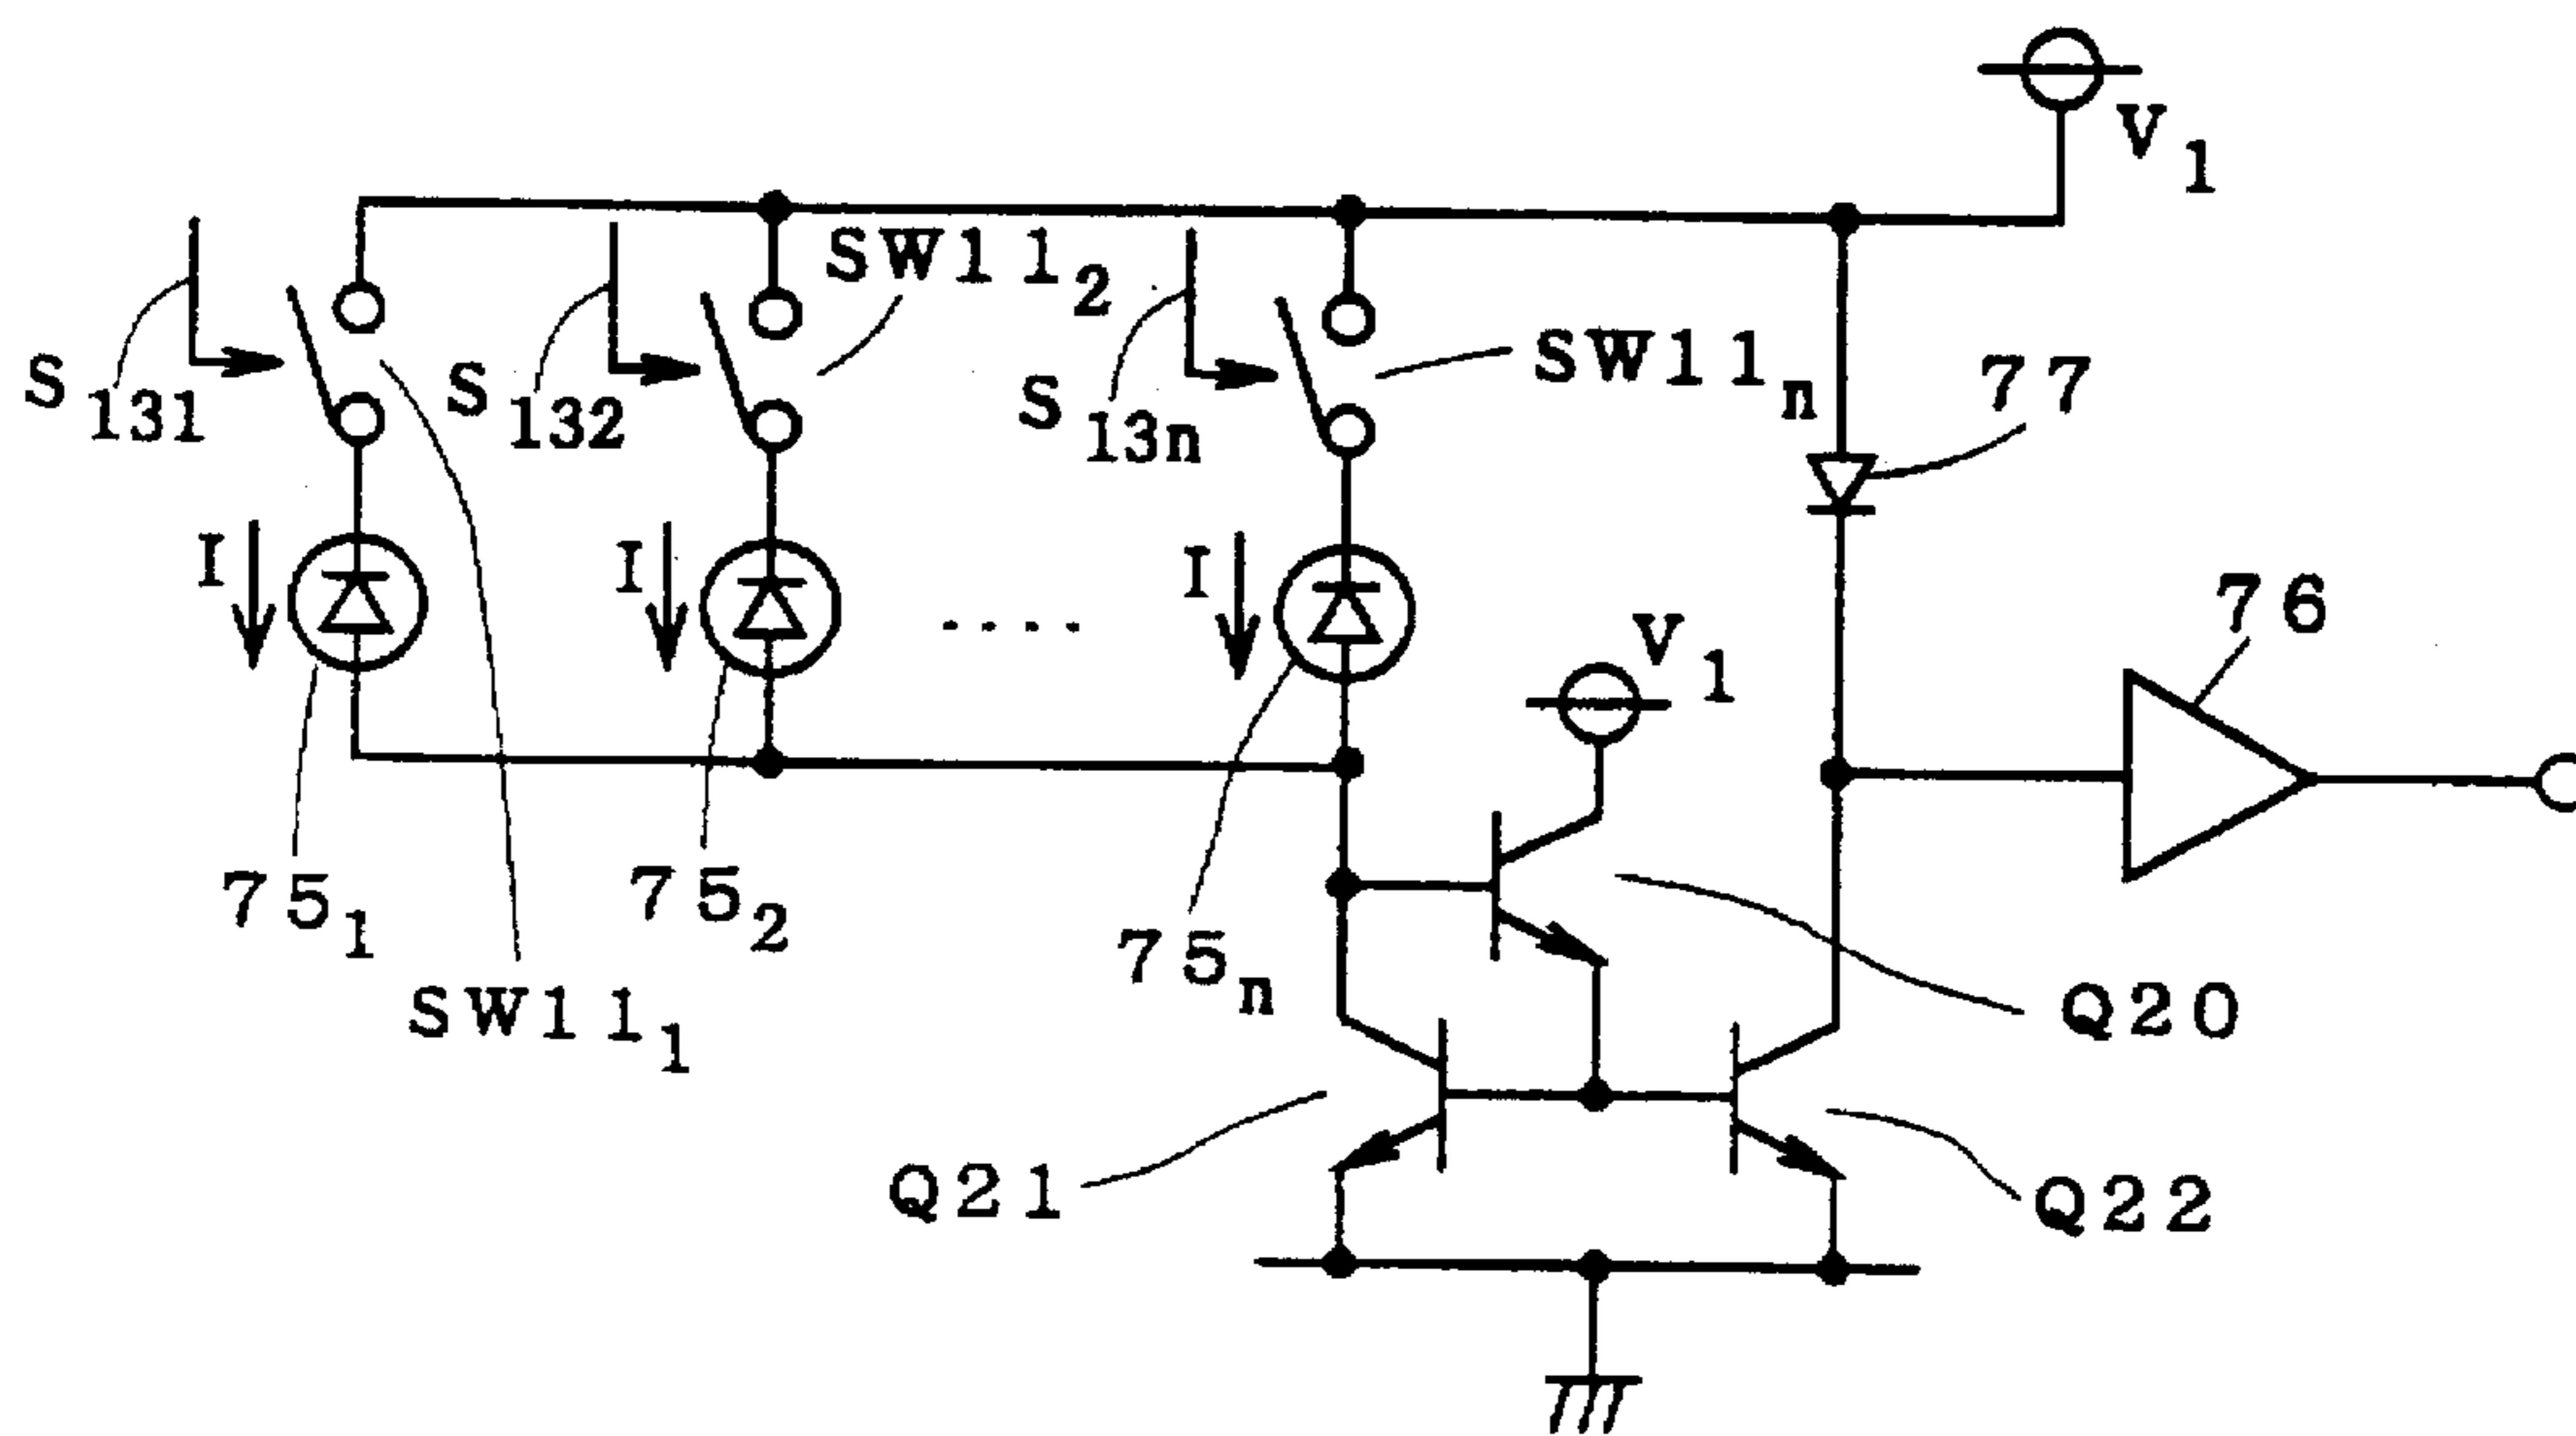 V₁
SW11₂
S₁₃₁
S₁₃₂
S₁₃ₙ
SW11ₙ
77
I
I
I
76
V₁
75₁
75₂
75ₙ
SW11₁
Q20
Q21
Q22